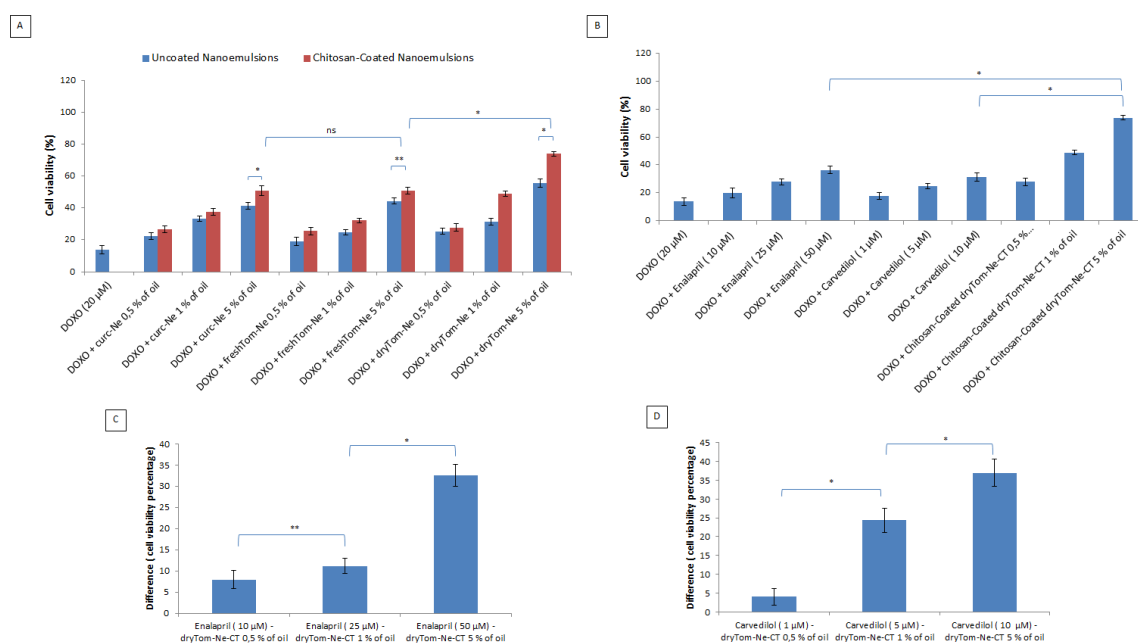 A
Uncoated Nanoemulsions
Chitosan-Coated Nanoemulsions
Cell viability (%)
120
100
80
60
40
20
0
ns
*
*
**
*
DOXO (20 μM)
DOXO + curc-Ne 0,5 % of oil
DOXO + curc-Ne 1 % of oil
DOXO + curc-Ne 5 % of oil
DOXO + freshTom-Ne 0,5 % of oil
DOXO + freshTom-Ne 1 % of oil
DOXO + freshTom-Ne 5 % of oil
DOXO + dryTom-Ne 0,5 % of oil
DOXO + dryTom-Ne 1 % of oil
DOXO + dryTom-Ne 5 % of oil
B
Cell viability (%)
120
100
80
60
40
20
0
*
*
DOXO (20 μM)
DOXO + Enalapril ( 10 μM)
DOXO + Enalapril ( 25 μM)
DOXO + Enalapril ( 50 μM)
DOXO + Carvedilol ( 1 μM)
DOXO + Carvedilol ( 5 μM)
DOXO + Carvedilol ( 10 μM)
DOXO + Chitosan-Coated dryTom-Ne-CT 0,5 %...
DOXO + Chitosan-Coated dryTom-Ne-CT 1 % of oil
DOXO + Chitosan-Coated dryTom-Ne-CT 5 % of oil
C
Difference ( cell viability percentage)
40
35
30
25
20
15
10
5
0
**
*
Enalapril ( 10 μM) -
dryTom-Ne-CT 0,5 % of oil
Enalapril ( 25 μM) -
dryTom-Ne-CT 1 % of oil
Enalapril ( 50 μM) -
dryTom-Ne-CT 5 % of oil
D
Difference ( cell viability percentage)
45
40
35
30
25
20
15
10
5
0
*
*
Carvedilol ( 1 μM) -
dryTom-Ne-CT 0,5 % of oil
Carvedilol ( 5 μM) -
dryTom-Ne-CT 1 % of oil
Carvedilol ( 10 μM) -
dryTom-Ne-CT 5 % of oil